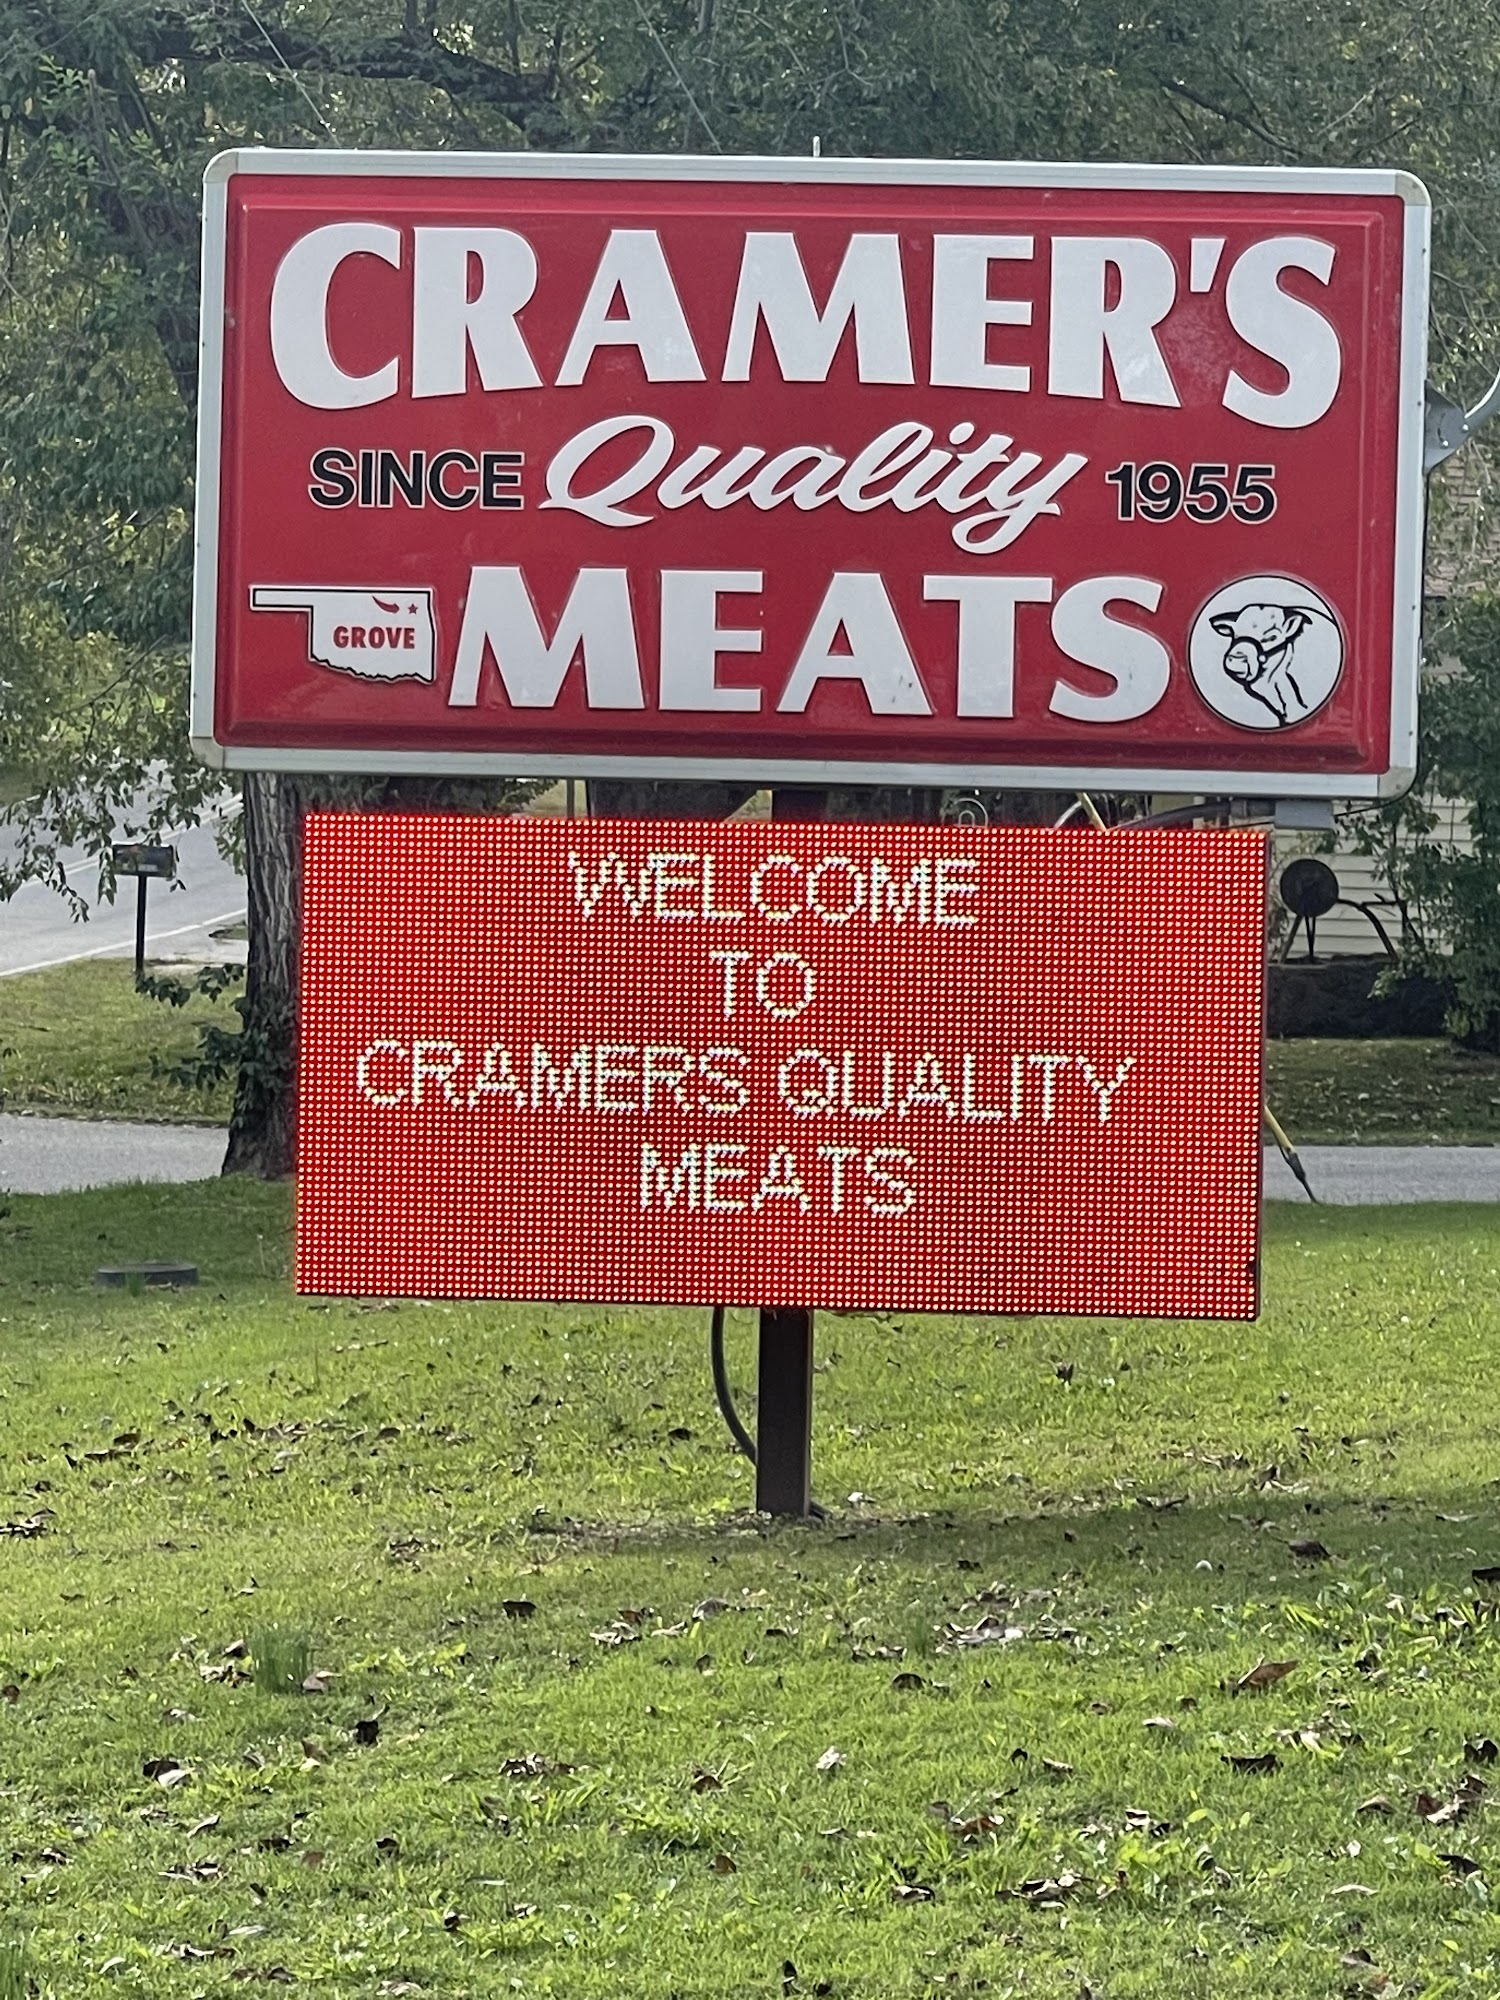 CRAMER'S
SINCE Quality 1955
GROVE MEATS
WELCOME
TO
CRAMERS QUALITY
MEATS